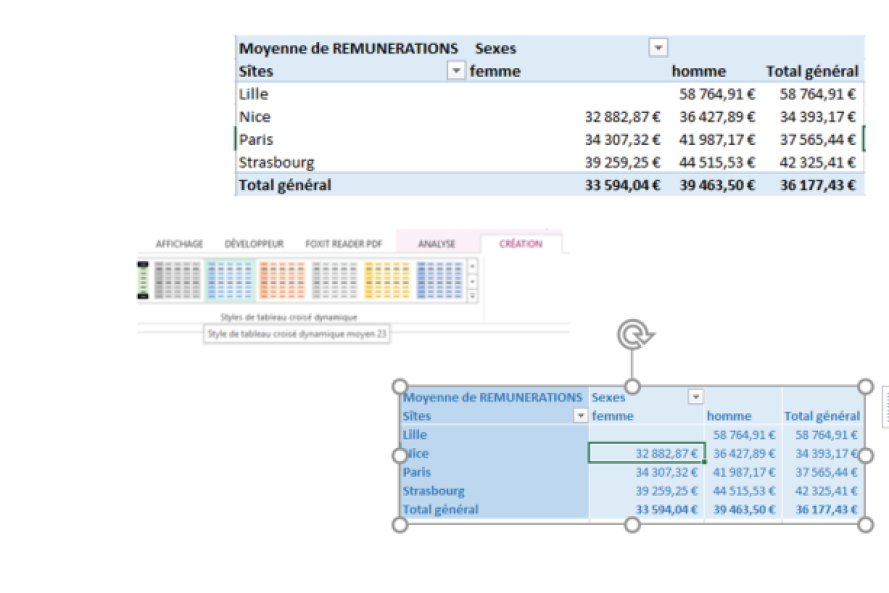 Moyenne de REMUNERATIONS Sexes
Sîtes femme homme Total général
Lille 58 764,91 € 58 764,91 €
Nice 32 882,87 € 36 427,89 € 34 393,17 €
Paris 34 307,32 € 41 987,17 € 37 565,44 €
Strasbourg 39 259,25 € 44 515,53 € 42 325,41 €
Total général 33 594,04 € 39 463,50 € 36 177,43 €
AFFICHAGE DÉVELOPPEUR FOXIT READER PDF ANALYSE CRÉATION
Styles de tableau croisé dynamique
Style de tableau croisé dynamique moyen 23
Moyenne de REMUNERATIONS Sexes
Sîtes femme homme Total général
Lille 58 764,91 € 58 764,91 €
Nice 32 882,87 € 36 427,89 € 34 393,17 €
Paris 34 307,32 € 41 987,17 € 37 565,44 €
Strasbourg 39 259,25 € 44 515,53 € 42 325,41 €
Total général 33 594,04 € 39 463,50 € 36 177,43 €